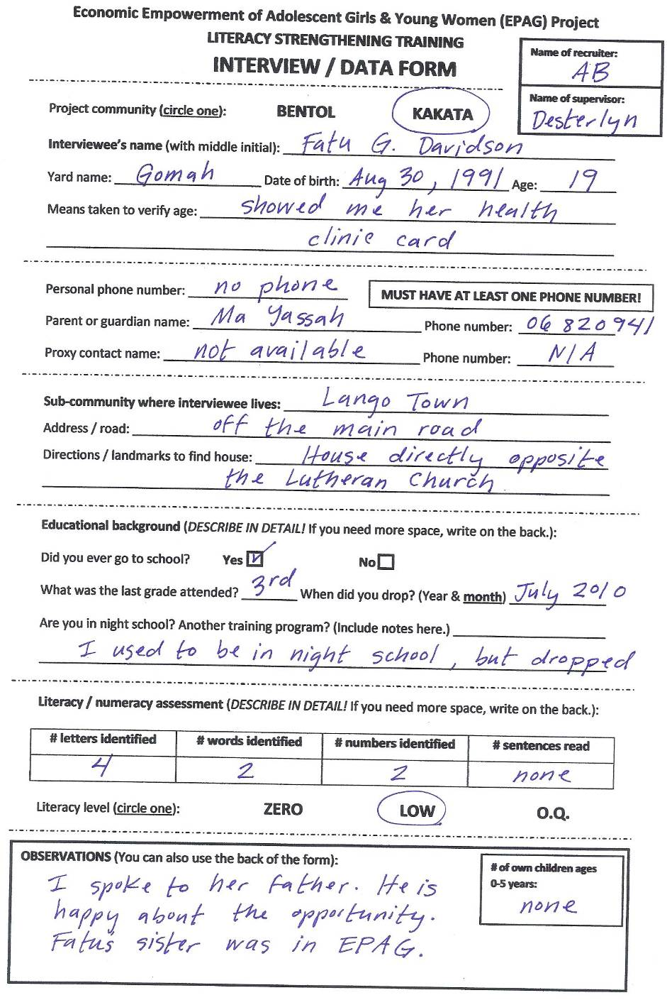 Economic Empowerment of Adolescent Girls & Young Women (EPAG) Project
LITERACY STRENGTHENING TRAINING
INTERVIEW / DATA FORM
Name of recruiter:
AB
Name of supervisor:
Desterlyn
Project community (circle one): BENTOL KAKATA
Interviewee's name (with middle initial): Fatu G. Davidson
Yard name: Gomah Date of birth: Aug 30, 1991 Age: 19
Means taken to verify age: showed me her health
clinic card
Personal phone number: no phone MUST HAVE AT LEAST ONE PHONE NUMBER!
Parent or guardian name: Ma Yassah Phone number: 06 820941
Proxy contact name: not available Phone number: N/A
Sub-community where interviewee lives: Lango Town
Address / road: off the main road
Directions / landmarks to find house: House directly opposite
the Lutheran Church
Educational background (DESCRIBE IN DETAIL! If you need more space, write on the back.):
Did you ever go to school? Yes No
What was the last grade attended? 3rd When did you drop? (Year & month) July 2010
Are you in night school? Another training program? (Include notes here.)
I used to be in night school, but dropped
Literacy / numeracy assessment (DESCRIBE IN DETAIL! If you need more space, write on the back.):
# letters identified # words identified # numbers identified # sentences read
4 2 2 none
Literacy level (circle one): ZERO LOW O.Q.
OBSERVATIONS (You can also use the back of the form):
I spoke to her father. He is
happy about the opportunity.
Fatu's sister was in EPAG.
# of own children ages
0-5 years:
none